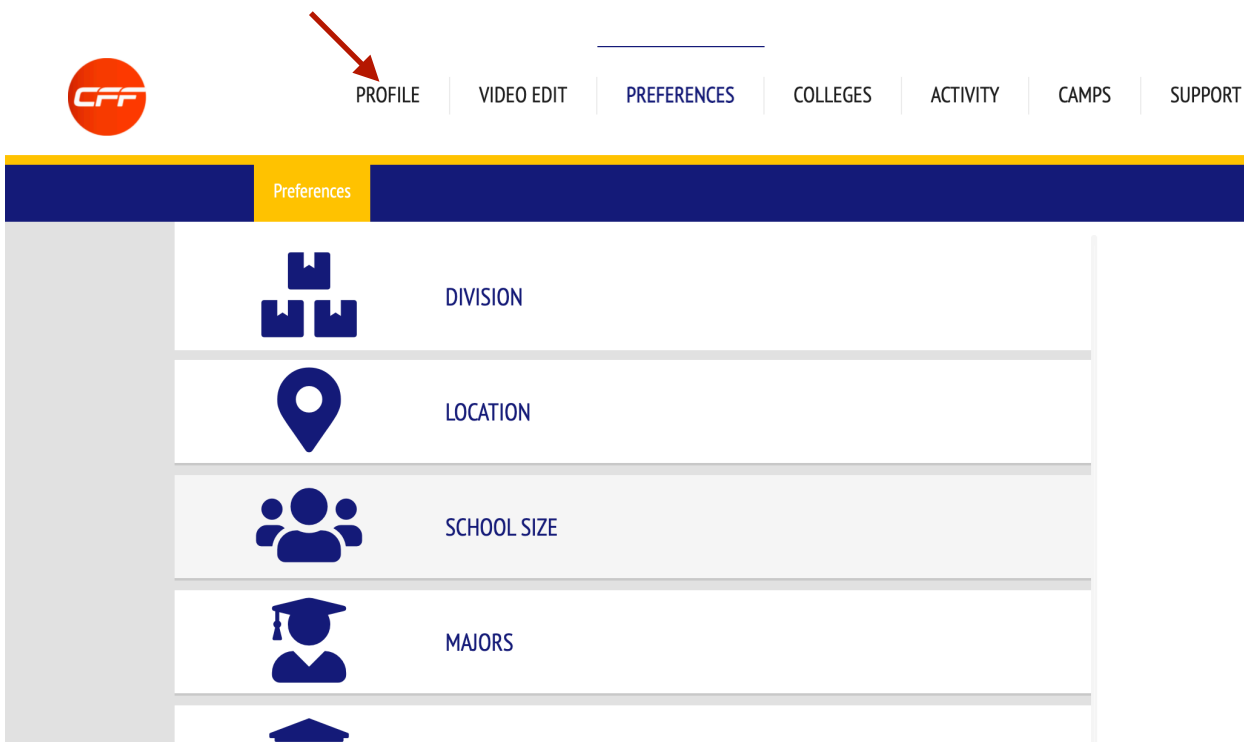 CFF
PROFILE VIDEO EDIT PREFERENCES COLLEGES ACTIVITY CAMPS SUPPORT
Preferences
DIVISION
LOCATION
SCHOOL SIZE
MAJORS